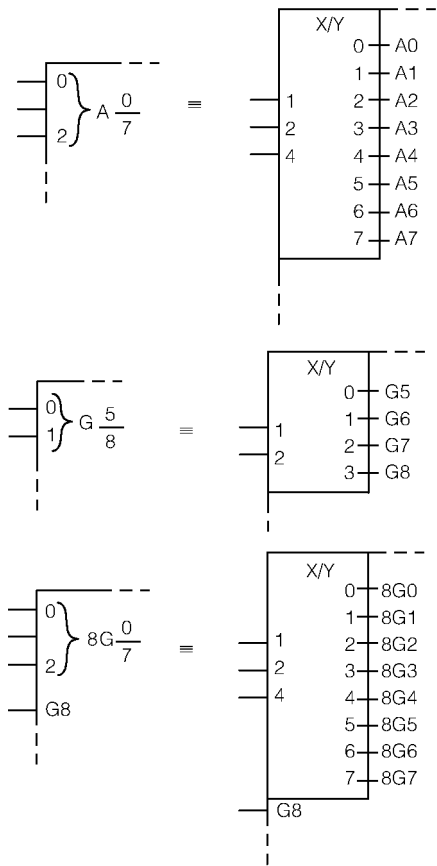 X/Y
0 A0
0
1 A1
A 0/7
≡
1
2 A2
2
2
3 A3
4
4 A4
5 A5
6 A6
7 A7
X/Y
0 G5
0
G 5/8
≡
1
1 G6
1
2
2 G7
3 G8
X/Y
0 8G0
0
1 8G1
8G 0/7
≡
1
2 8G2
2
2
3 8G3
4
4 8G4
G8
5 8G5
6 8G6
7 8G7
G8